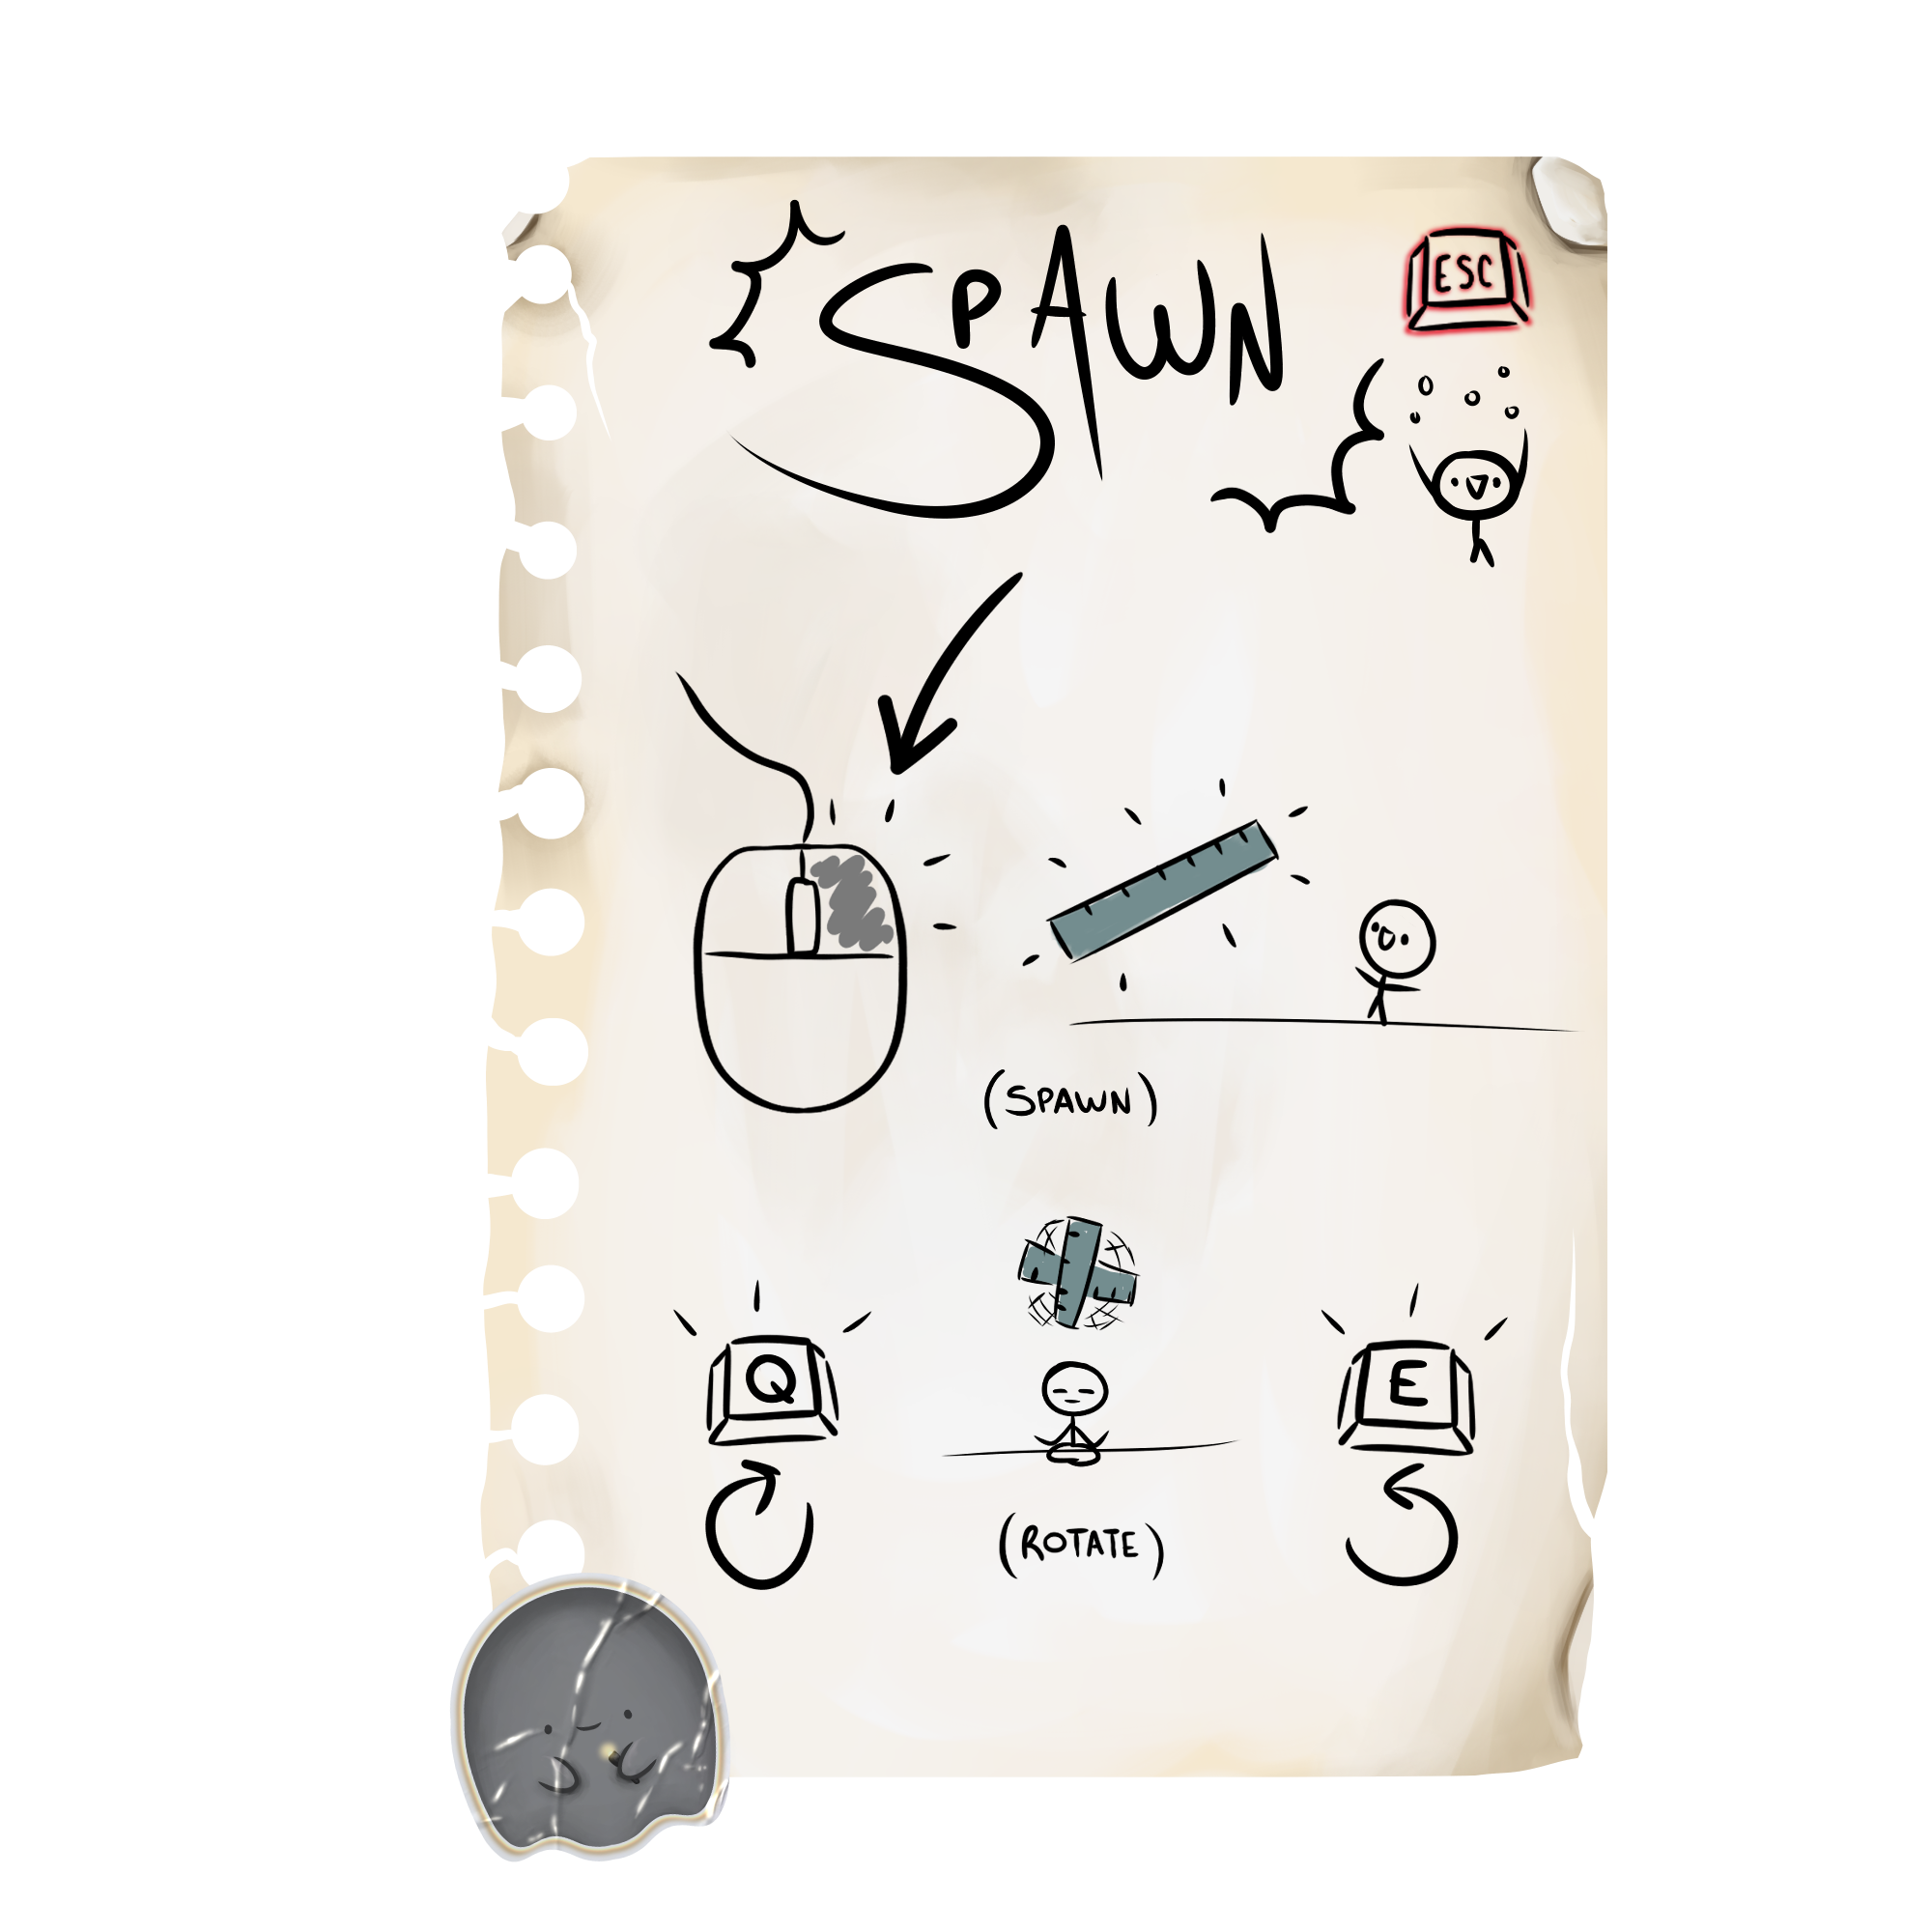 SPAWN
ESC
(SPAWN)
Q
E
(ROTATE)